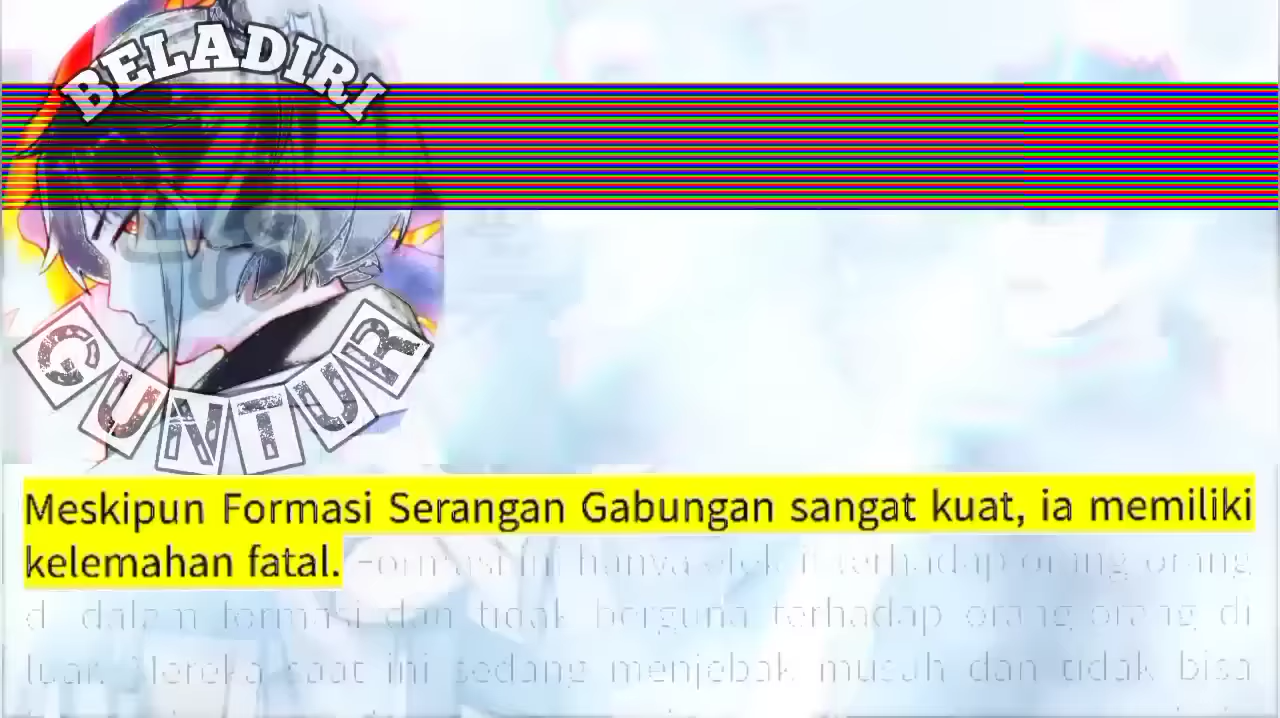 BELADIRI
GUNTUR
Meskipun Formasi Serangan Gabungan sangat kuat, ia memiliki
kelemahan fatal. Formasi ini hanya efektif terhadap orang orang
di dalam formasi dan tidak berguna terhadap orang orang di
luar. Mereka saat ini sedang menjebak musuh dan tidak bisa